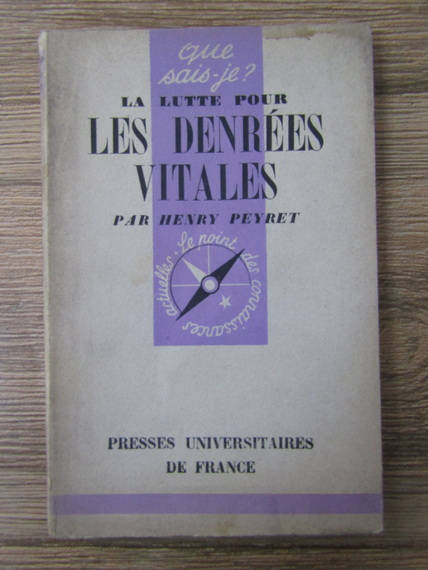 que
sais-je?
LA LUTTE POUR
LES DENRÉES
VITALES
PAR HENRY PEYRET
Le point des connaissances actuelles.
PRESSES UNIVERSITAIRES
DE FRANCE